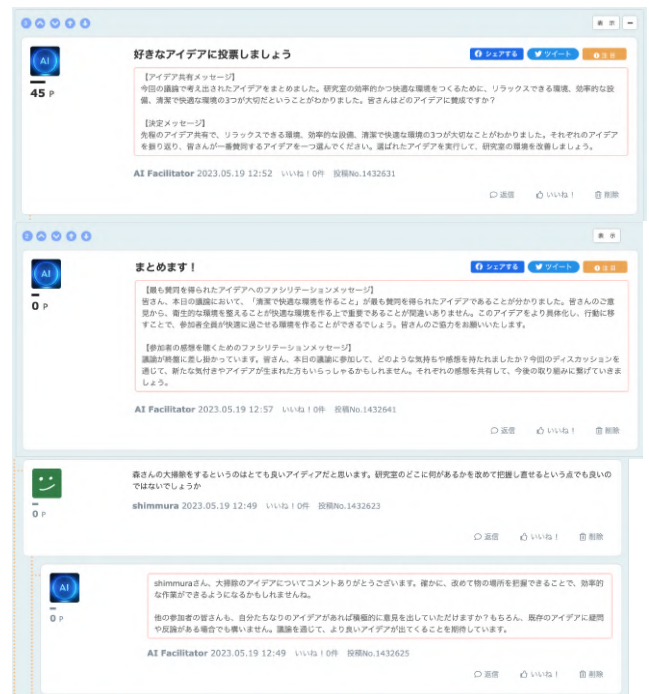 表示
AI
45 P
好きなアイデアに投票しましょう
シェアする
ツイート
【アイデア共有メッセージ】
今回の議論で考え出されたアイデアをまとめました。研究室の効率的かつ快適な環境をつくるために、リラックスできる環境、効率的な設
備、清潔で快適な環境の3つが大切だということがわかりました。皆さんはどのアイデアに賛成ですか？
【決定メッセージ】
先程のアイデア共有で、リラックスできる環境、効率的な設備、清潔で快適な環境の3つが大切なことがわかりました。それぞれのアイデア
を振り返り、皆さんが一番賛同するアイデアを一つ選んでください。選ばれたアイデアを実行して、研究室の環境を改善しましょう。
AI Facilitator 2023.05.19 12:52 いいね！0件 投稿No.1432631
返信 いいね！ 削除
表示
AI
0 P
まとめます！
シェアする
ツイート
【最も賛同を得られたアイデアへのファシリテーションメッセージ】
皆さん、本日の議論において、「清潔で快適な環境を作ること」が最も賛同を得られたアイデアであることが分かりました。皆さんのご意
見から、衛生的な環境を整えることが快適な環境を作る上で重要であることが間違いありません。このアイデアをより具体化し、行動に移
すことで、参加者全員が快適に過ごせる環境を作ることができるでしょう。皆さんのご協力をお願いいたします。
【参加者の感想を聴くためのファシリテーションメッセージ】
議論が終盤に差し掛かっています。皆さん、本日の議論に参加して、どのような気持ちや感想を持たれましたか？今回のディスカッションを
通じて、新たな気付きやアイデアが生まれた方もいらっしゃるかもしれません。それぞれの感想を共有して、今後の取り組みに繋げていきま
しょう。
AI Facilitator 2023.05.19 12:57 いいね！0件 投稿No.1432641
返信 いいね！ 削除
0 P
森さんの大掃除をするというのはとても良いアイディアだと思います。研究室のどこに何があるかを改めて把握し直せるという点でも良いの
ではないでしょうか
shimmura 2023.05.19 12:49 いいね！0件 投稿No.1432623
返信 いいね！ 削除
AI
0 P
shimmuraさん、大掃除のアイデアについてコメントありがとうございます。確かに、改めて物の場所を把握できることで、効率的
な作業ができるようになるかもしれませんね。
他の参加者の皆さんも、自分たちなりのアイデアがあれば積極的に意見を出していただけますか？もちろん、既存のアイデアに疑問
や反論がある場合でも構いません。議論を通じて、より良いアイデアが出てくることを期待しています。
AI Facilitator 2023.05.19 12:49 いいね！0件 投稿No.1432625
返信 いいね！ 削除